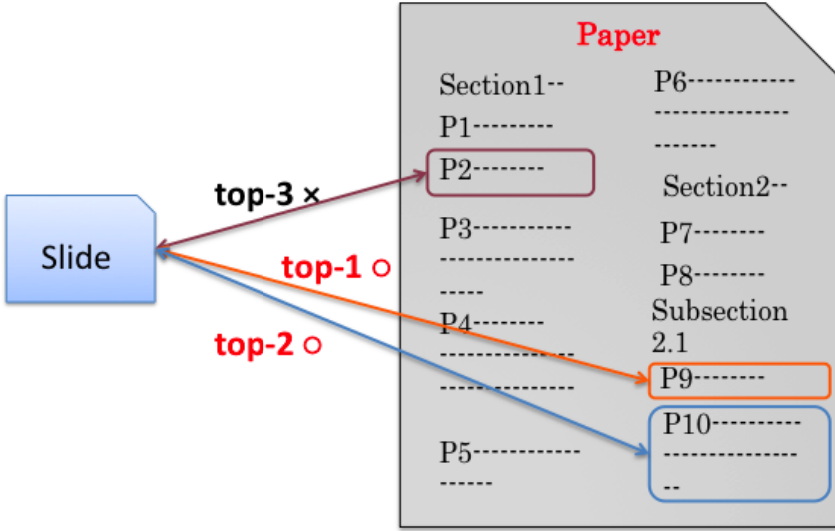 Slide
top-3 ×
top-1 ○
top-2 ○
Paper
Section1--
P1---------
P2--------
P3-----------
---------------
-----
P4--------
---------------
---------------
P5------------
------
P6------------
---------------
-------
Section2--
P7--------
P8--------
Subsection
2.1
P9--------
P10----------
---------------
--